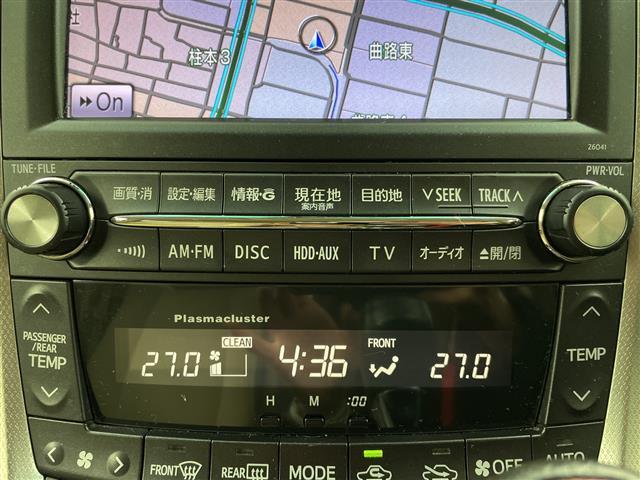 柱本3
曲路東
On
26041
TUNE·FILE
PWR·VOL
画質·消 設定·編集 情報·G 現在地 案内音声 目的地 ∨SEEK TRACK∧
AM·FM DISC HDD·AUX TV オーディオ ⏏開/閉
Plasmacluster
CLEAN
FRONT
27.0 4:36 27.0
H M :00
PASSENGER
/REAR
TEMP
TEMP
FRONT REAR MODE OFF AUTO